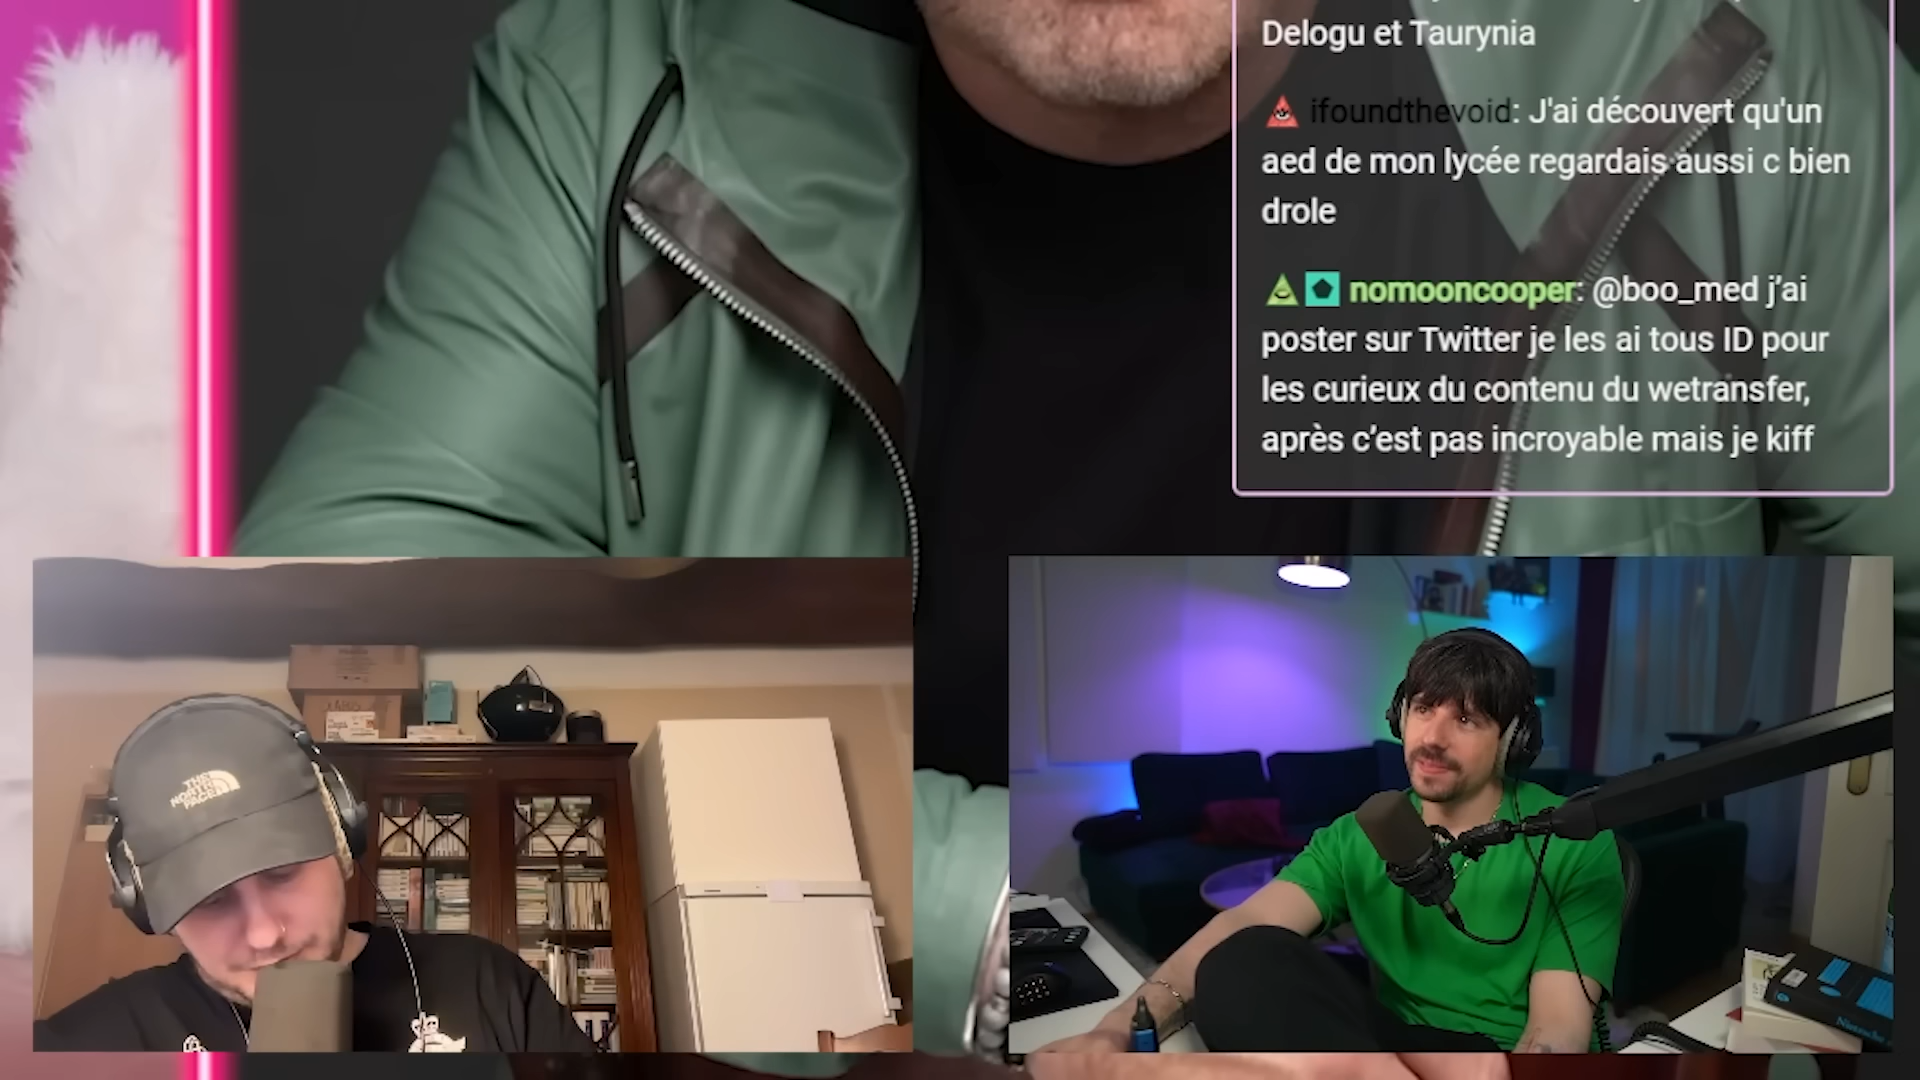 Delogu et Taurynia
ifoundthevoid: J'ai découvert qu'un
aed de mon lycée regardais aussi c bien
drole
nomooncooper: @boo_med j’ai
poster sur Twitter je les ai tous ID pour
les curieux du contenu du wetransfer,
après c’est pas incroyable mais je kiff
THE
NORTH
FACE
Nietzsche